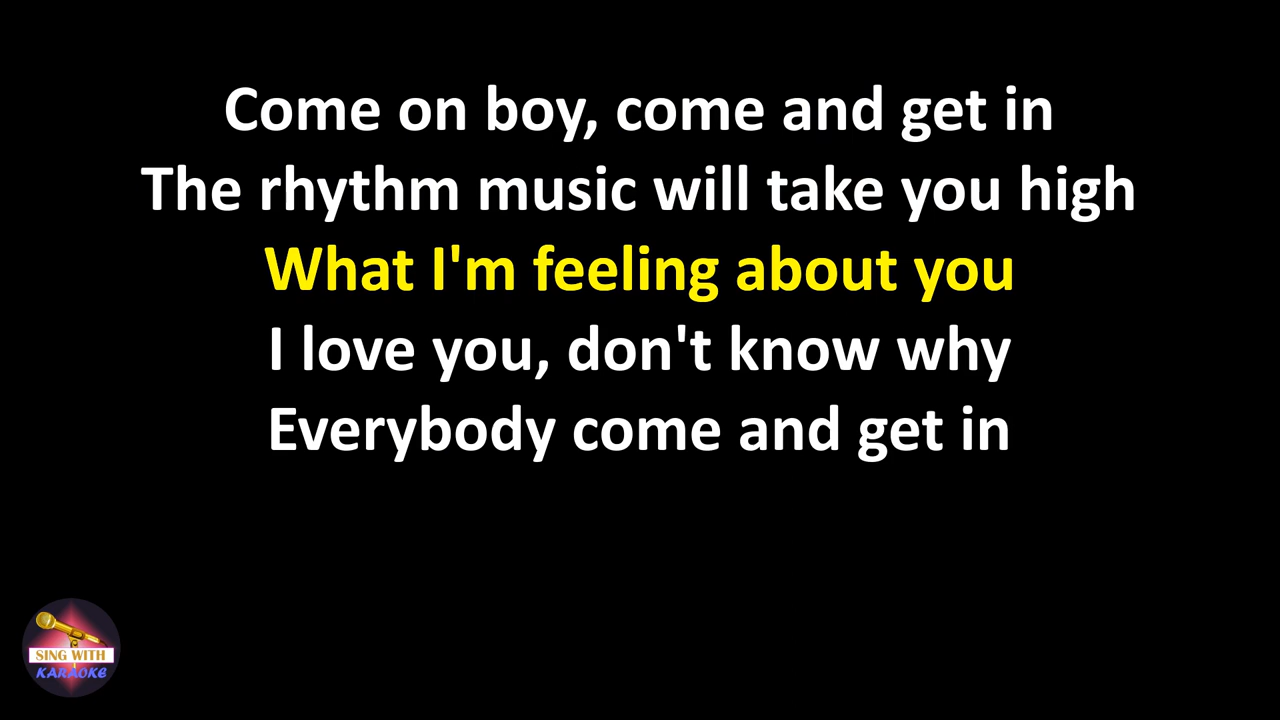 Come on boy, come and get in
The rhythm music will take you high
What I'm feeling about you
I love you, don't know why
Everybody come and get in
SING WITH
KARAOKE